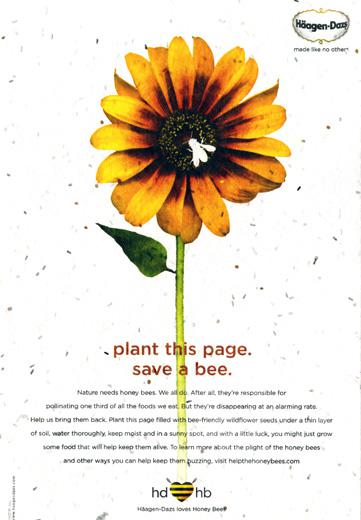 Häagen-Dazs
made like no other®
plant this page.
save a bee.
Nature needs honey bees. We all do. After all, they're responsible for
pollinating one third of all the foods we eat. But they're disappearing at an alarming rate.
Help us bring them back. Plant this page filled with bee-friendly wildflower seeds under a thin layer
of soil, water thoroughly, keep moist and in a sunny spot, and with a little luck, you might just grow
some food that will help keep them alive. To learn more about the plight of the honey bees
and other ways you can help keep them buzzing, visit helpthehoneybees.com
hd hb
Häagen-Dazs loves Honey Bees®
www.haagendazs.com